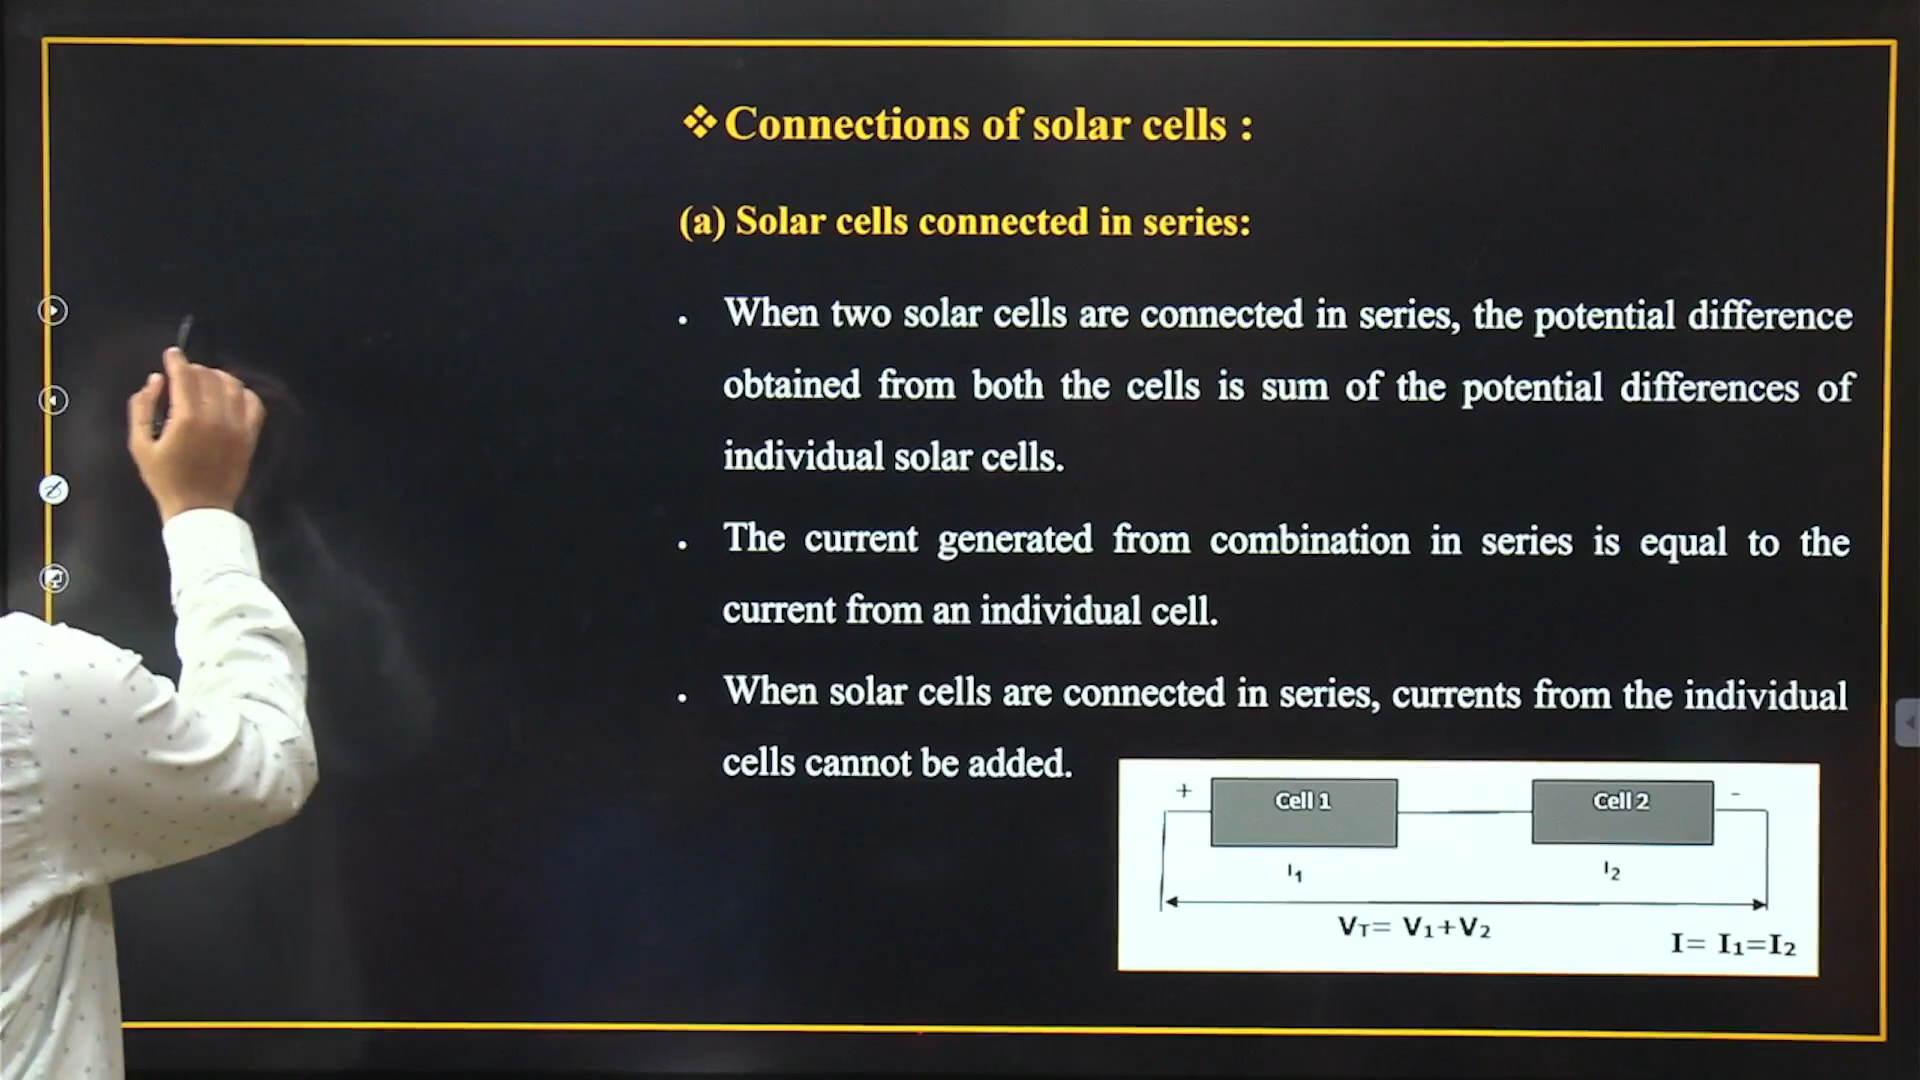 ❖ Connections of solar cells :
(a) Solar cells connected in series:
. When two solar cells are connected in series, the potential difference
obtained from both the cells is sum of the potential differences of
individual solar cells.
. The current generated from combination in series is equal to the
current from an individual cell.
. When solar cells are connected in series, currents from the individual
cells cannot be added.
+ Cell 1 Cell 2 -
I₁ I₂
V_T= V₁+V₂
I= I₁=I₂